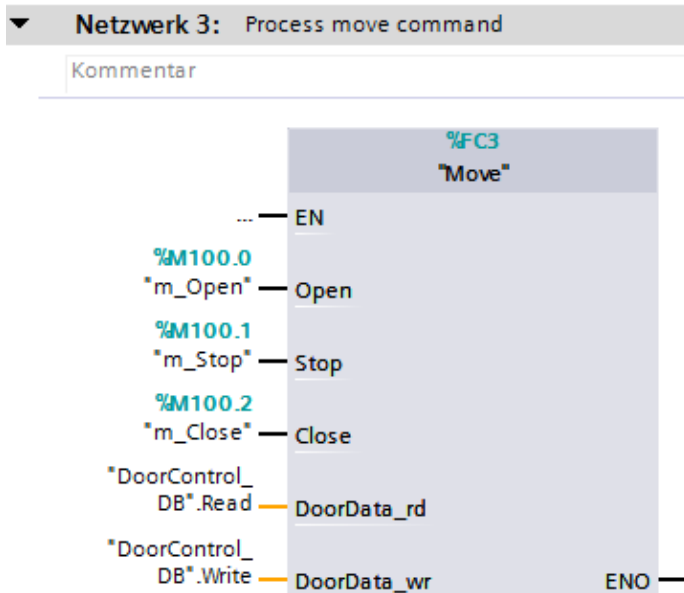 Netzwerk 3: Process move command
Kommentar
%FC3
"Move"
... EN
%M100.0
"m_Open" Open
%M100.1
"m_Stop" Stop
%M100.2
"m_Close" Close
"DoorControl_
DB".Read DoorData_rd
"DoorControl_
DB".Write DoorData_wr ENO